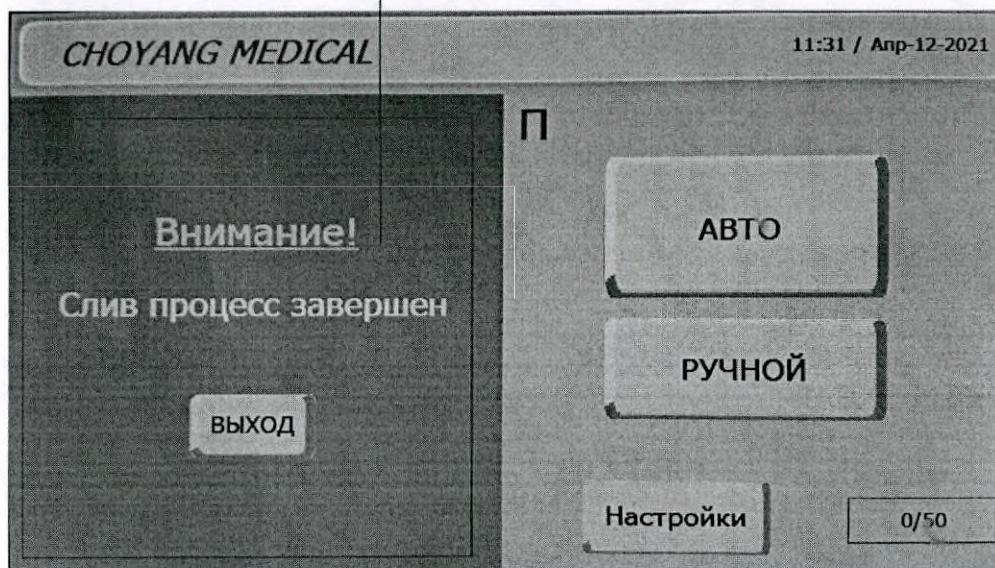 CHOYANG MEDICAL
11:31 / Апр-12-2021
Внимание!
Слив процесс завершен
ВЫХОД
П
АВТО
РУЧНОЙ
Настройки
0/50